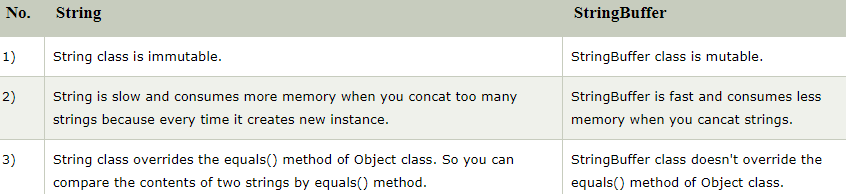 No. String StringBuffer
1) String class is immutable. StringBuffer class is mutable.
2) String is slow and consumes more memory when you concat too many StringBuffer is fast and consumes less
strings because every time it creates new instance. memory when you cancat strings.
3) String class overrides the equals() method of Object class. So you can StringBuffer class doesn't override the
compare the contents of two strings by equals() method. equals() method of Object class.